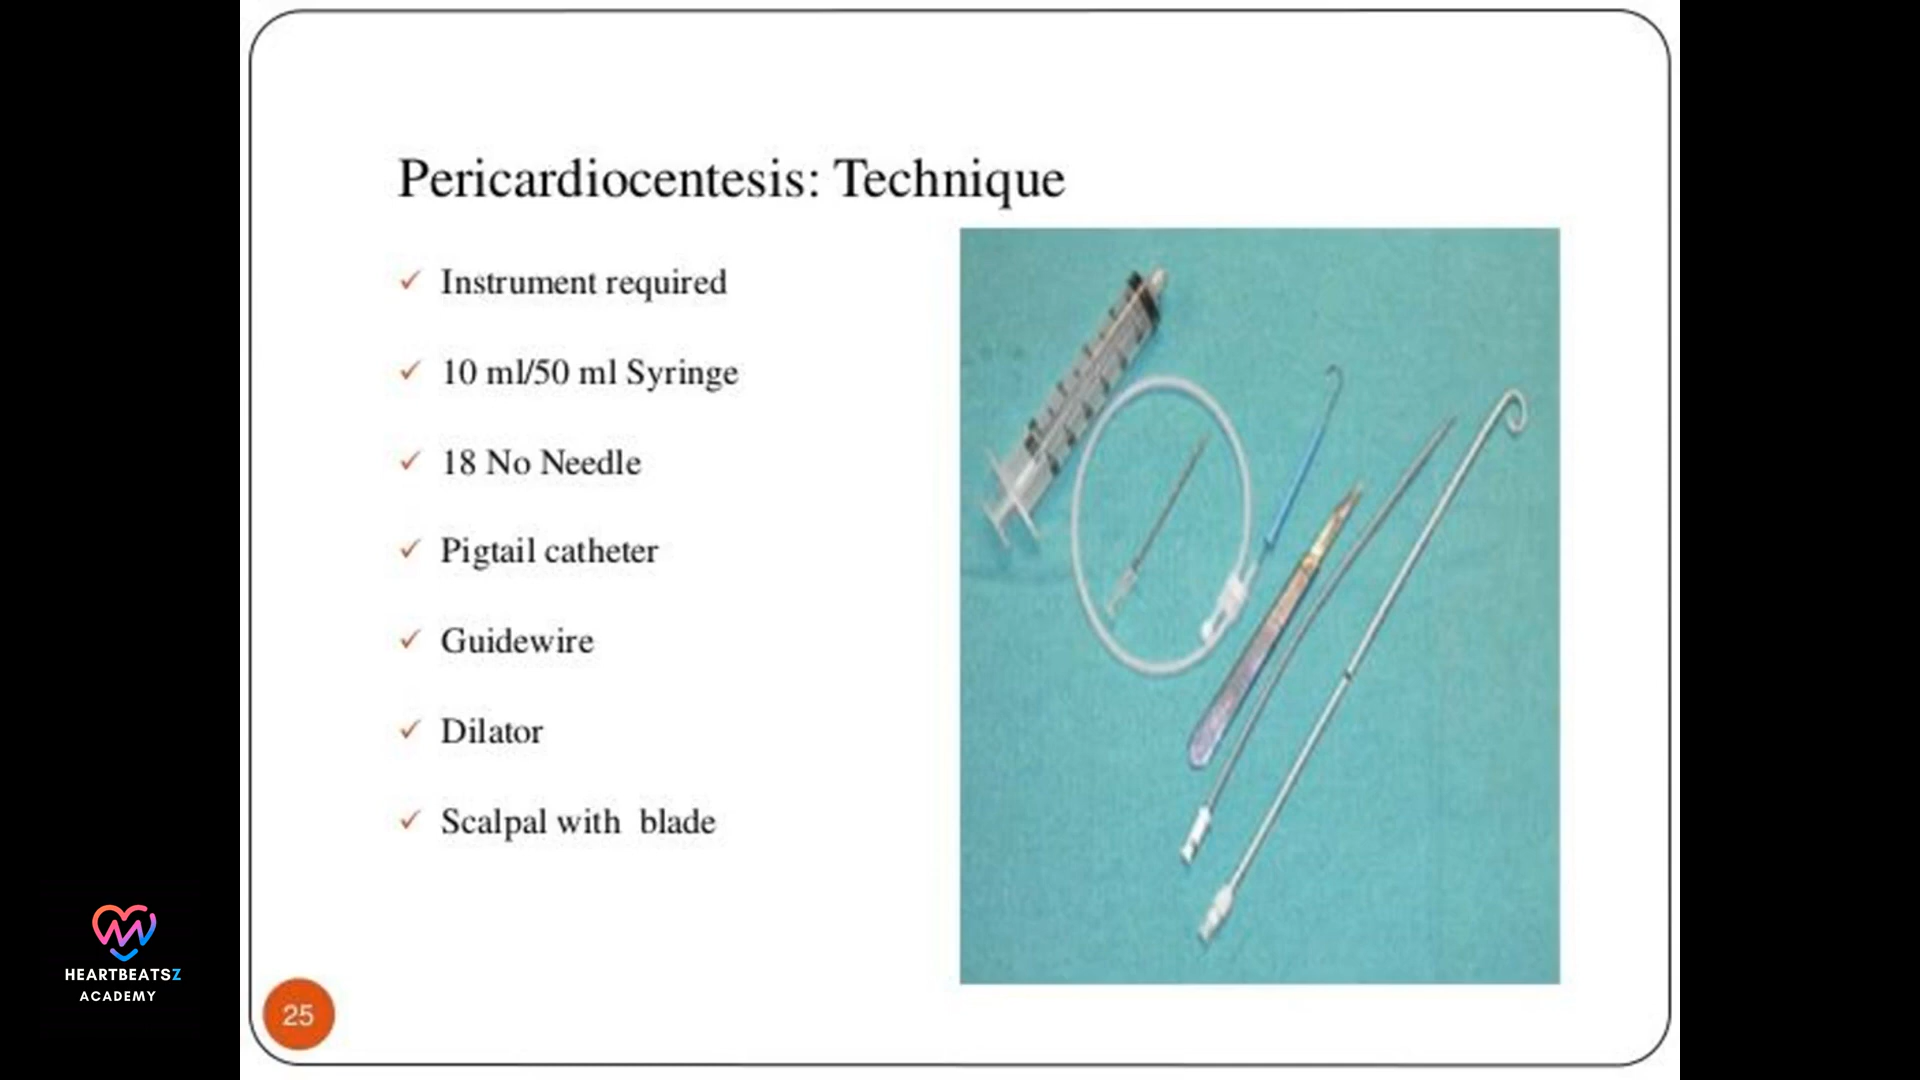 Pericardiocentesis: Technique
Instrument required
10 ml/50 ml Syringe
18 No Needle
Pigtail catheter
Guidewire
Dilator
Scalpal with blade
HEARTBEATSZ
ACADEMY
25